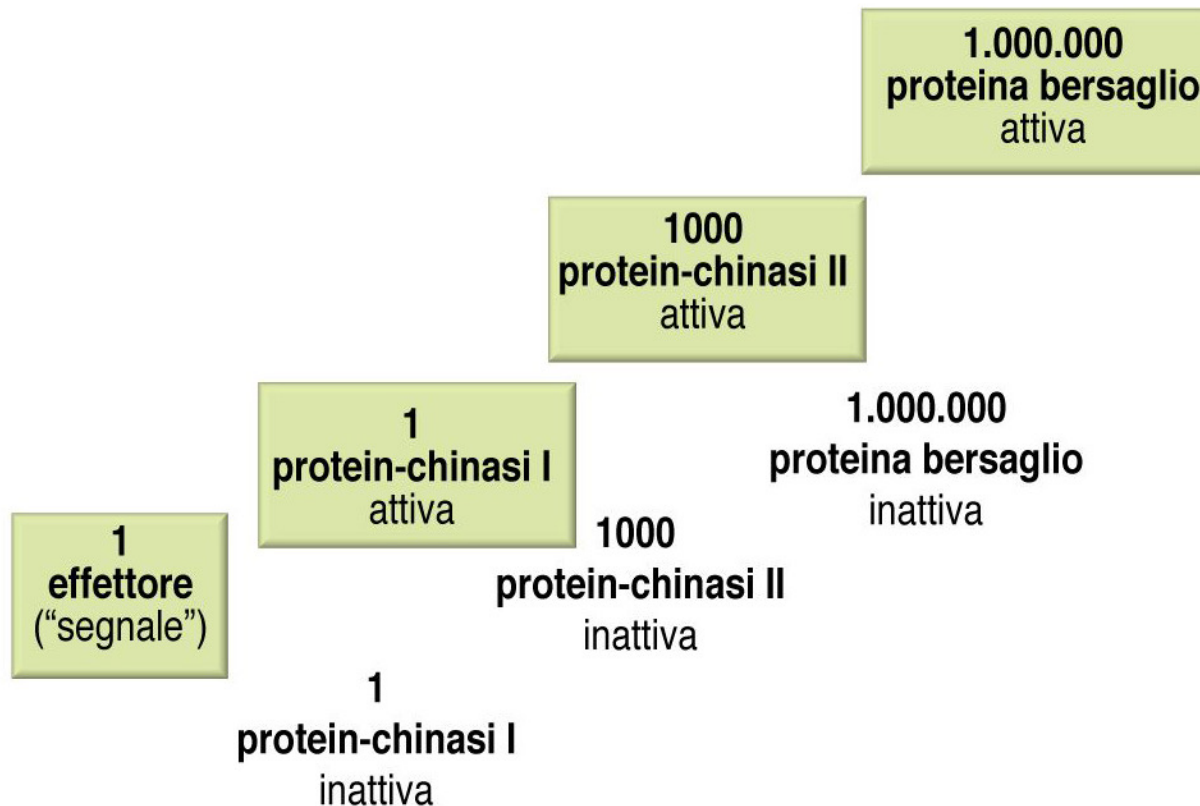 1.000.000
proteina bersaglio
attiva
1000
protein-chinasi II
attiva
1
protein-chinasi I
attiva
1.000.000
proteina bersaglio
inattiva
1
effettore
(“segnale”)
1000
protein-chinasi II
inattiva
1
protein-chinasi I
inattiva